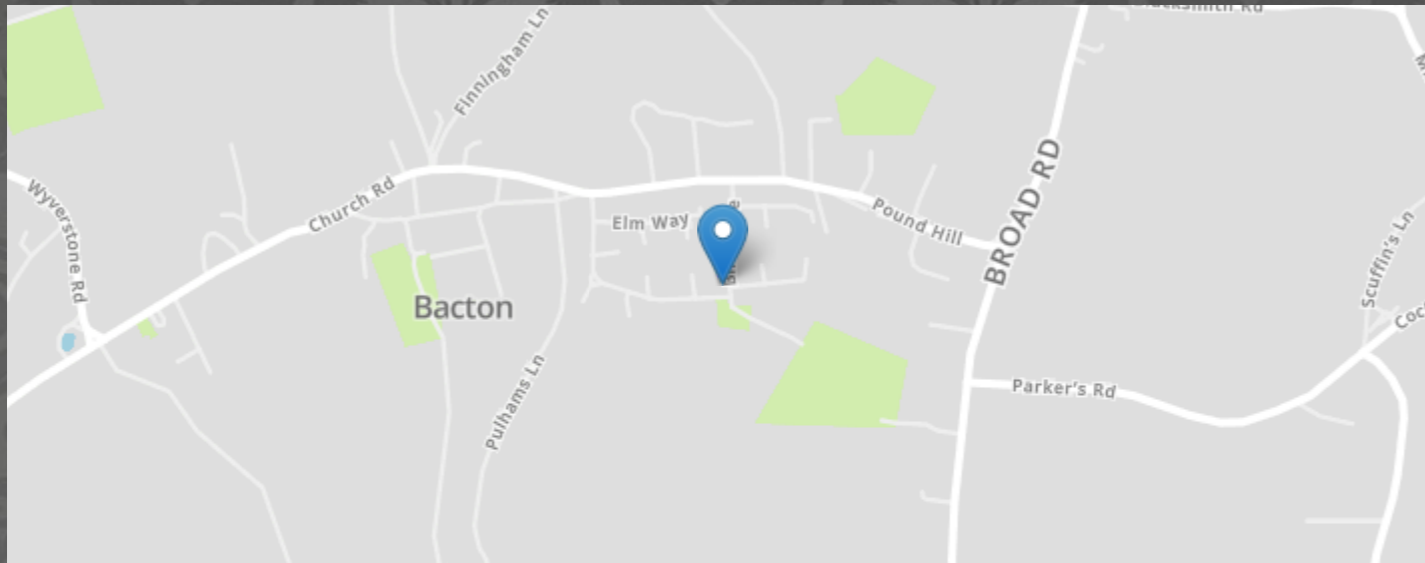 Finningham Ln
Wyverstone Rd
Church Rd
Elm Way
Pound Hill
BROAD RD
Scuffin's Ln
Bacton
Pulhams Ln
Parker's Rd